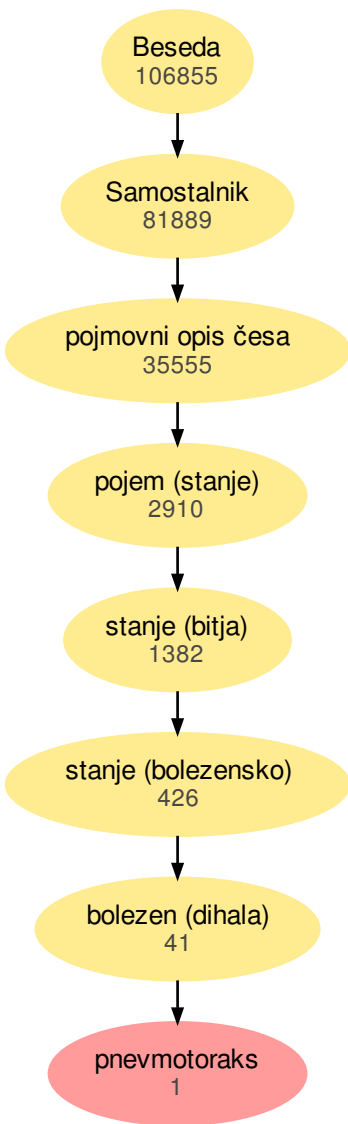 Beseda
106855
Samostalnik
81889
pojmovni opis česa
35555
pojem (stanje)
2910
stanje (bitja)
1382
stanje (bolezensko)
426
bolezen (dihala)
41
pnevmotoraks
1